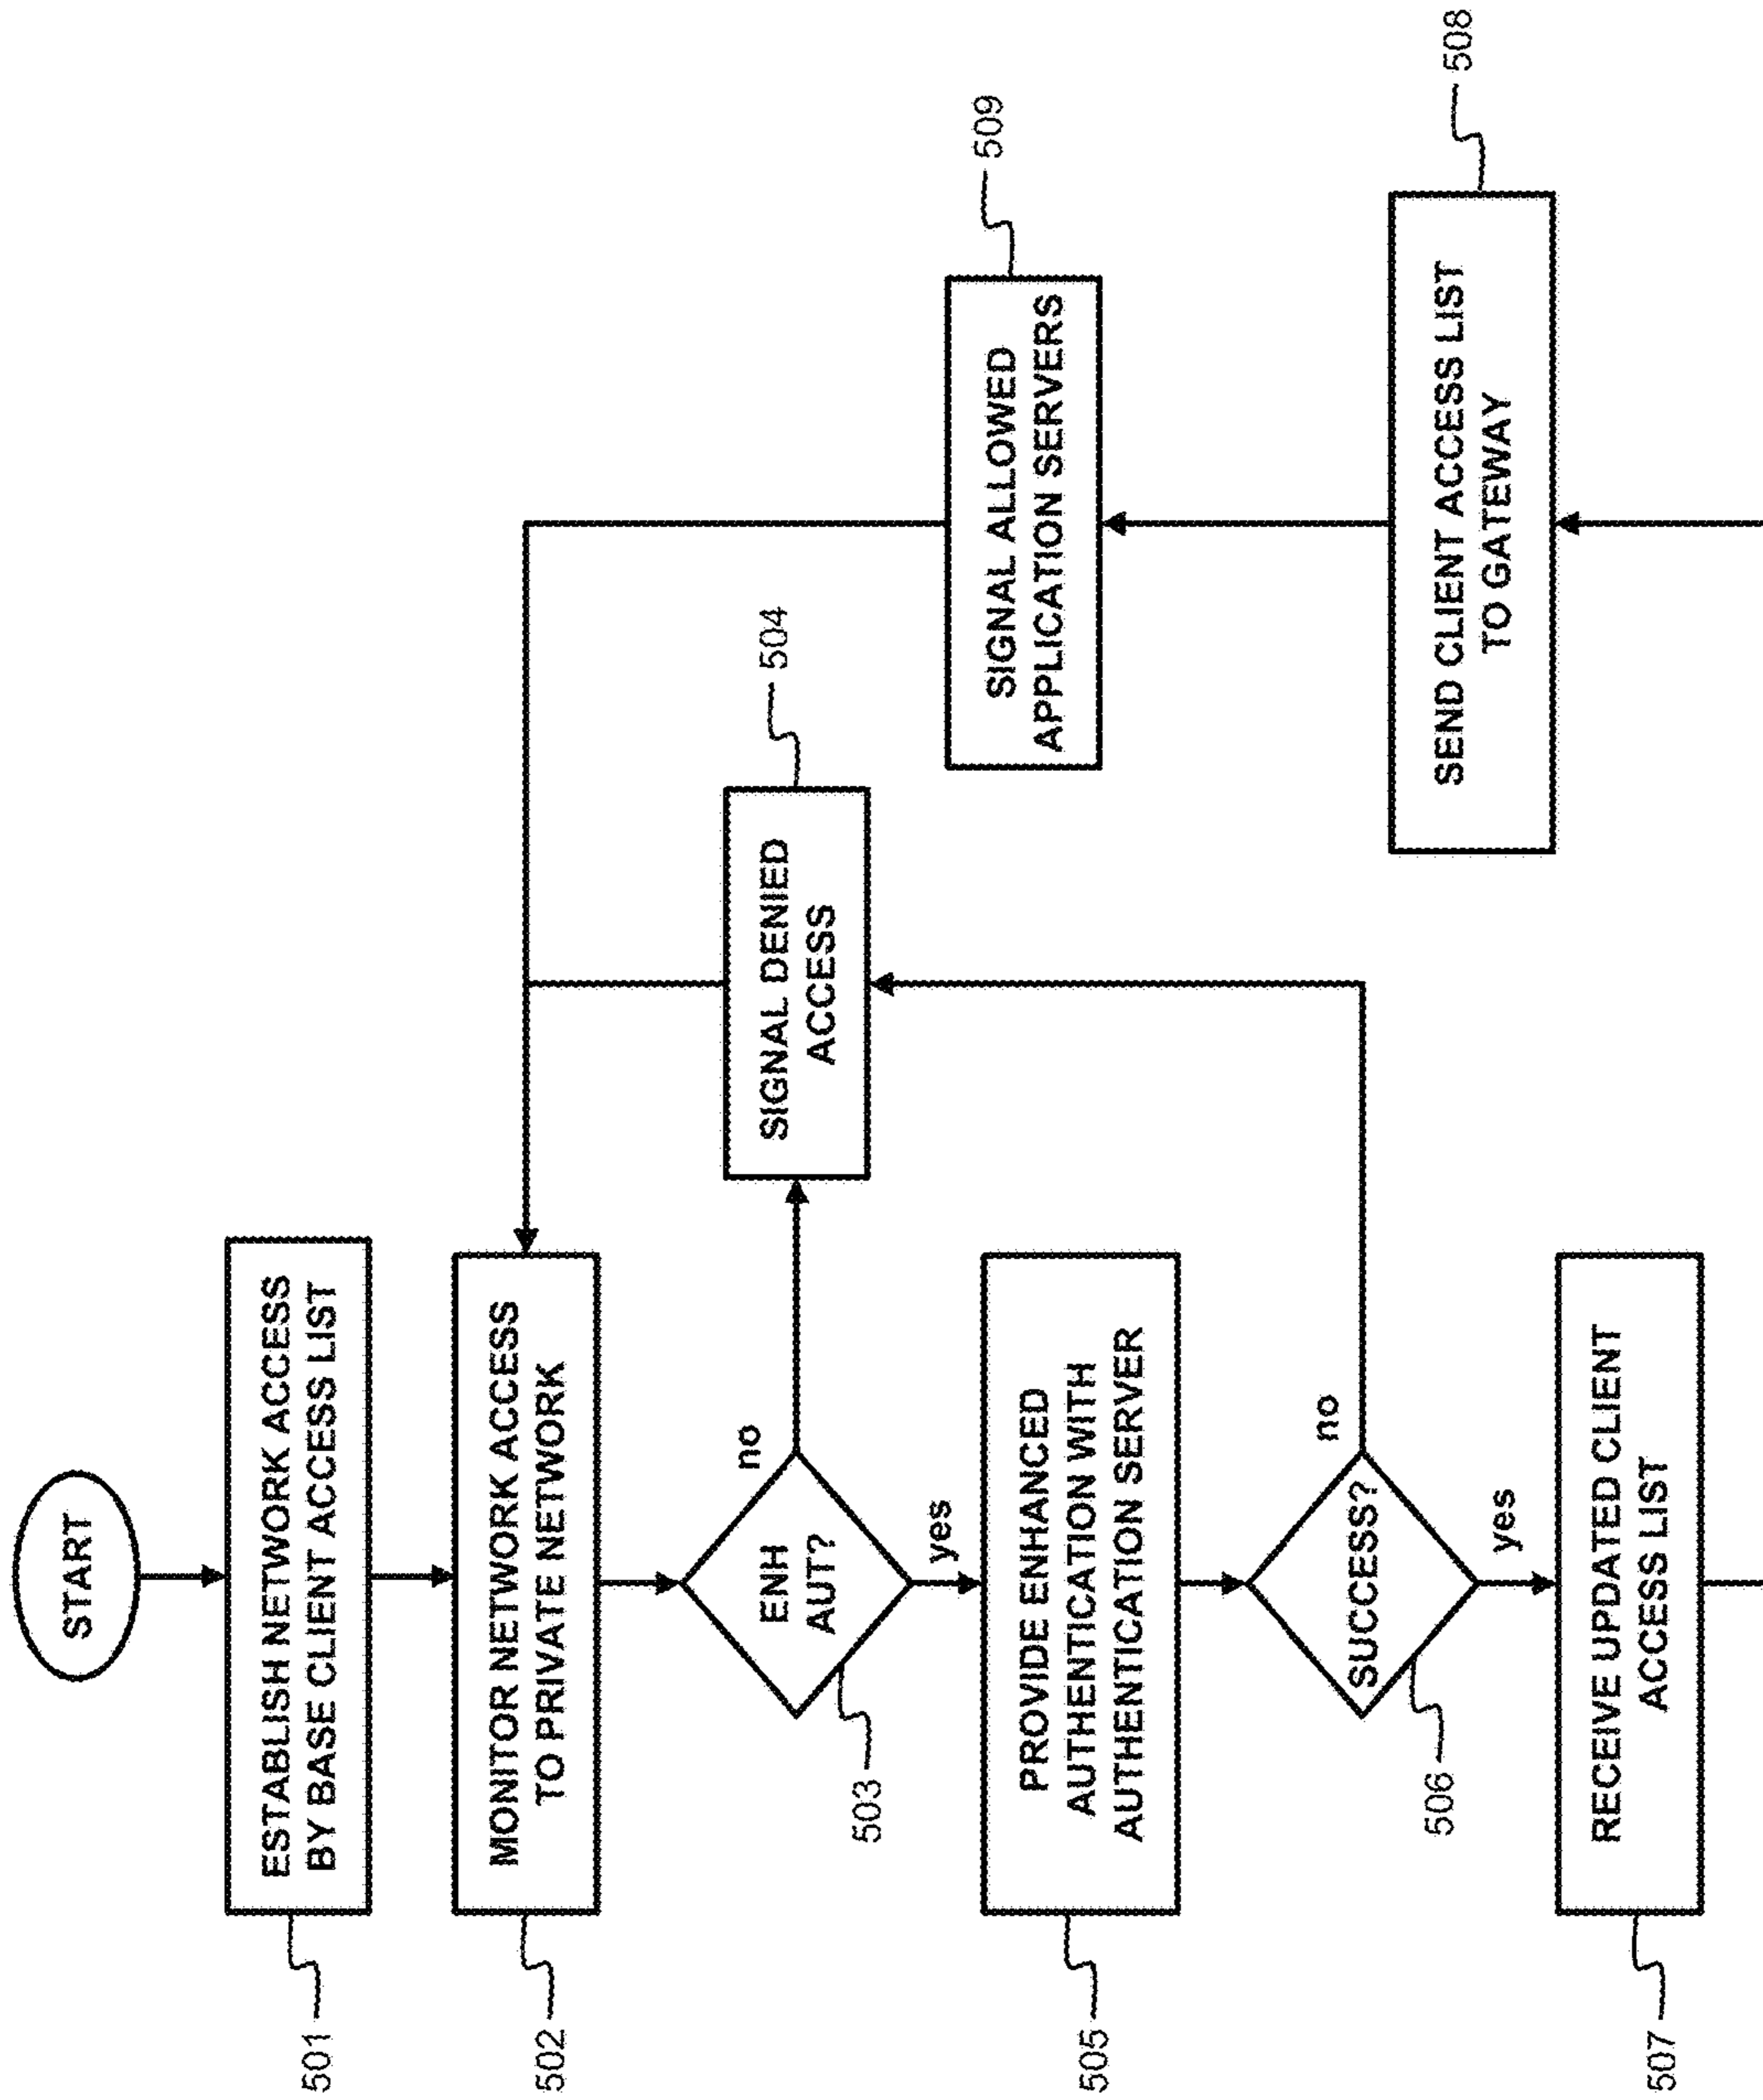 START
501
ESTABLISH NETWORK ACCESS
BY BASE CLIENT ACCESS LIST
502
MONITOR NETWORK ACCESS
TO PRIVATE NETWORK
503
ENH
AUT?
no
yes
504
SIGNAL DENIED
ACCESS
505
PROVIDE ENHANCED
AUTHENTICATION WITH
AUTHENTICATION SERVER
506
SUCCESS?
no
yes
507
RECEIVE UPDATED CLIENT
ACCESS LIST
508
SEND CLIENT ACCESS LIST
TO GATEWAY
509
SIGNAL ALLOWED
APPLICATION SERVERS